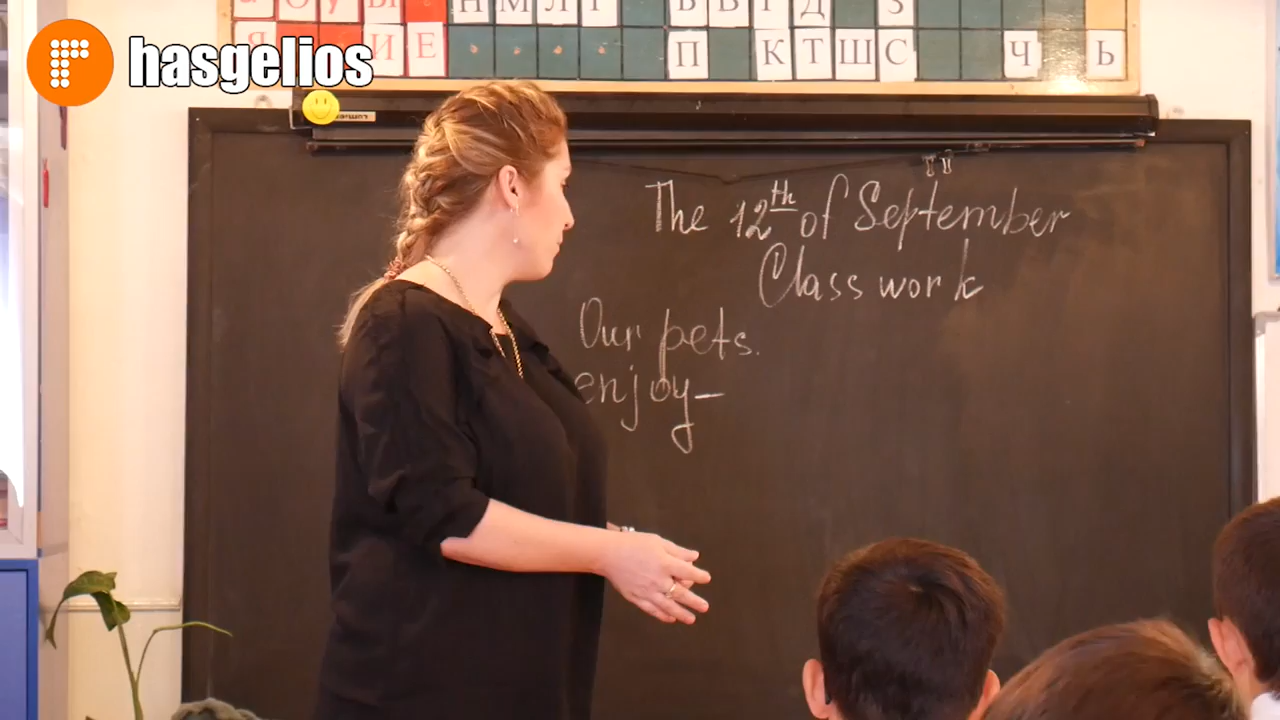 а о у ы Н М Л Г Б В Г Д З
Я И Е П К Т Ш С Ч Ь
hasgelios
The 12th of September
Class work
Our pets.
enjoy–